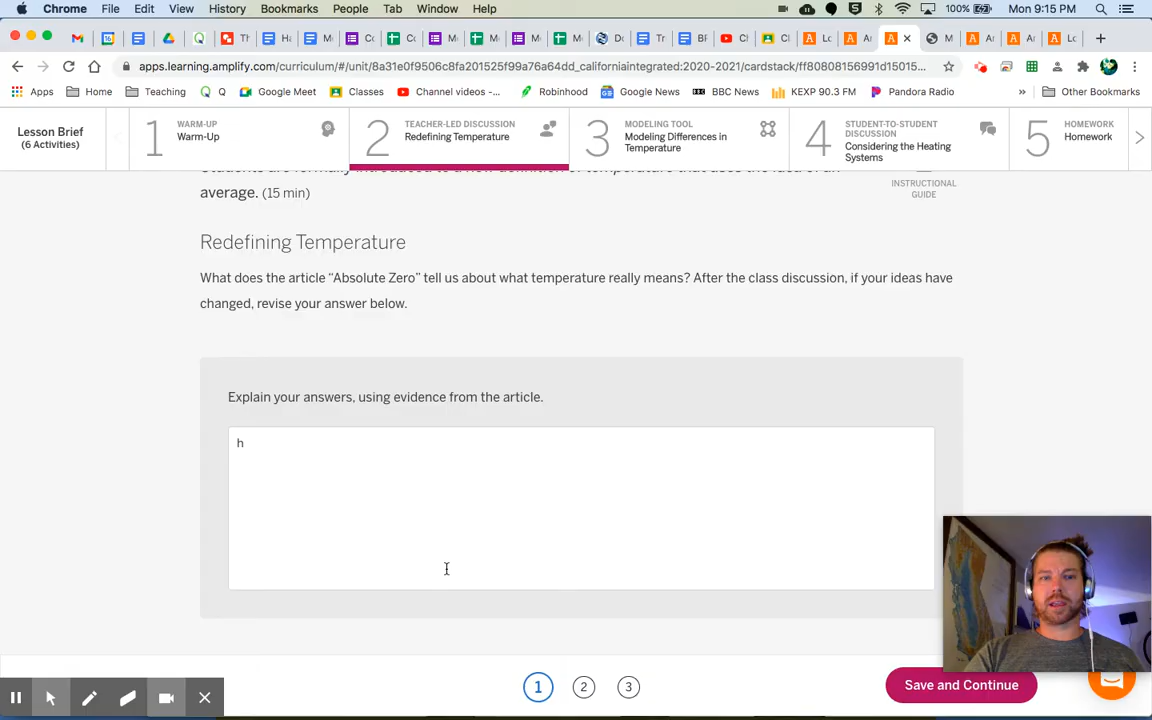 Chrome File Edit View History Bookmarks People Tab Window Help 100% Mon 9:15 PM
apps.learning.amplify.com/curriculum/#/unit/8a31e0f9506c8fa201525f99a76a64dd_californiaintegrated:2020-2021/cardstack/ff80808156991d15015...
Apps Home Teaching Q Google Meet Classes Channel videos -... Robinhood Google News BBC News KEXP 90.3 FM Pandora Radio » Other Bookmarks
Lesson Brief
(6 Activities)
1 WARM-UP
Warm-Up
2 TEACHER-LED DISCUSSION
Redefining Temperature
3 MODELING TOOL
Modeling Differences in
Temperature
4 STUDENT-TO-STUDENT
DISCUSSION
Considering the Heating
Systems
5 HOMEWORK
Homework
average. (15 min)
INSTRUCTIONAL
GUIDE
Redefining Temperature
What does the article “Absolute Zero” tell us about what temperature really means? After the class discussion, if your ideas have
changed, revise your answer below.
Explain your answers, using evidence from the article.
h
1 2 3
Save and Continue